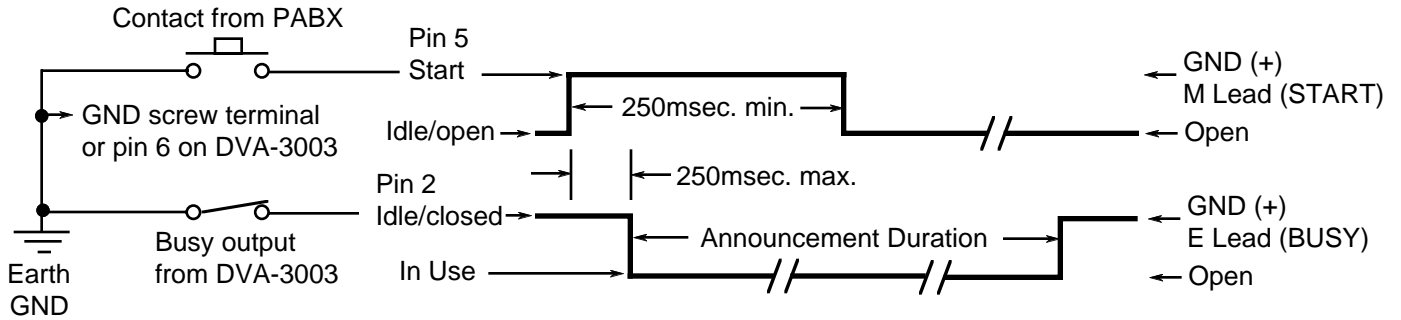 Contact from PABX
Pin 5
Start
GND (+)
M Lead (START)
GND screw terminal
or pin 6 on DVA-3003
250msec. min.
Idle/open
Open
250msec. max.
Pin 2
Idle/closed
GND (+)
E Lead (BUSY)
Announcement Duration
Busy output
from DVA-3003
In Use
Open
Earth
GND